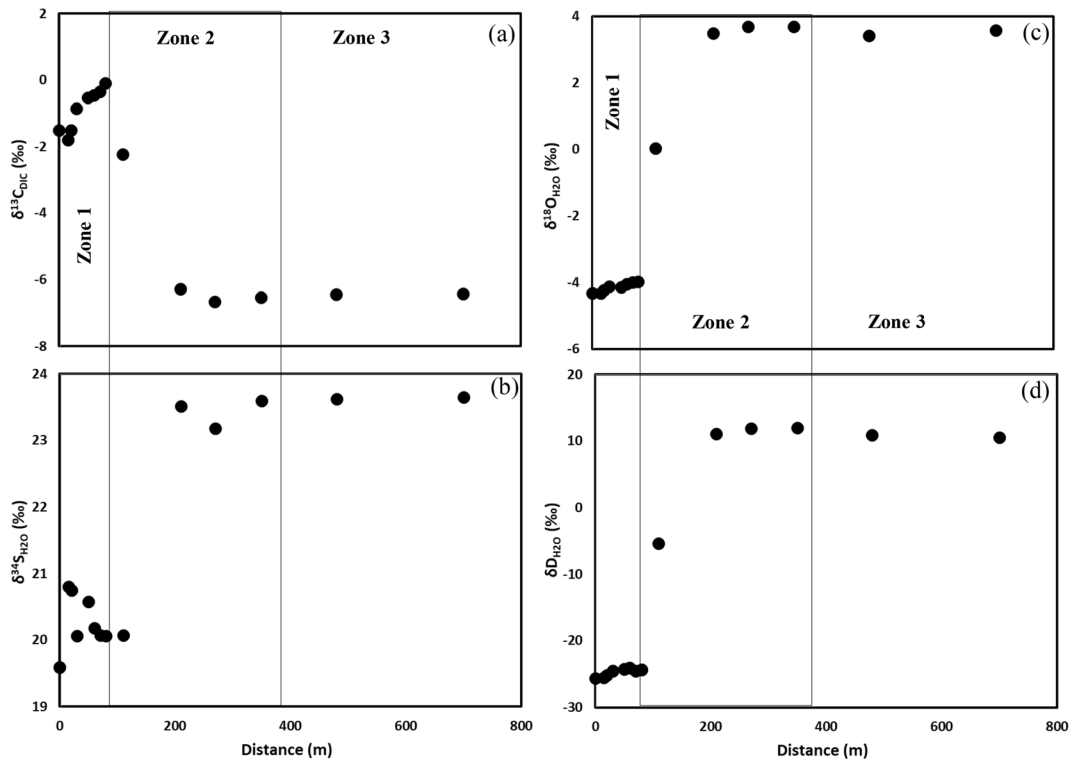 (a)
Zone 2
Zone 3
Zone 1
δ13CDIC (‰)
2
0
-2
-4
-6
-8
(c)
Zone 1
Zone 2
Zone 3
δ18OH2O (‰)
4
2
0
-2
-4
-6
(b)
δ34SH2O (‰)
24
23
22
21
20
19
0
200
400
600
800
Distance (m)
(d)
δDH2O (‰)
20
10
0
-10
-20
-30
0
200
400
600
800
Distance (m)